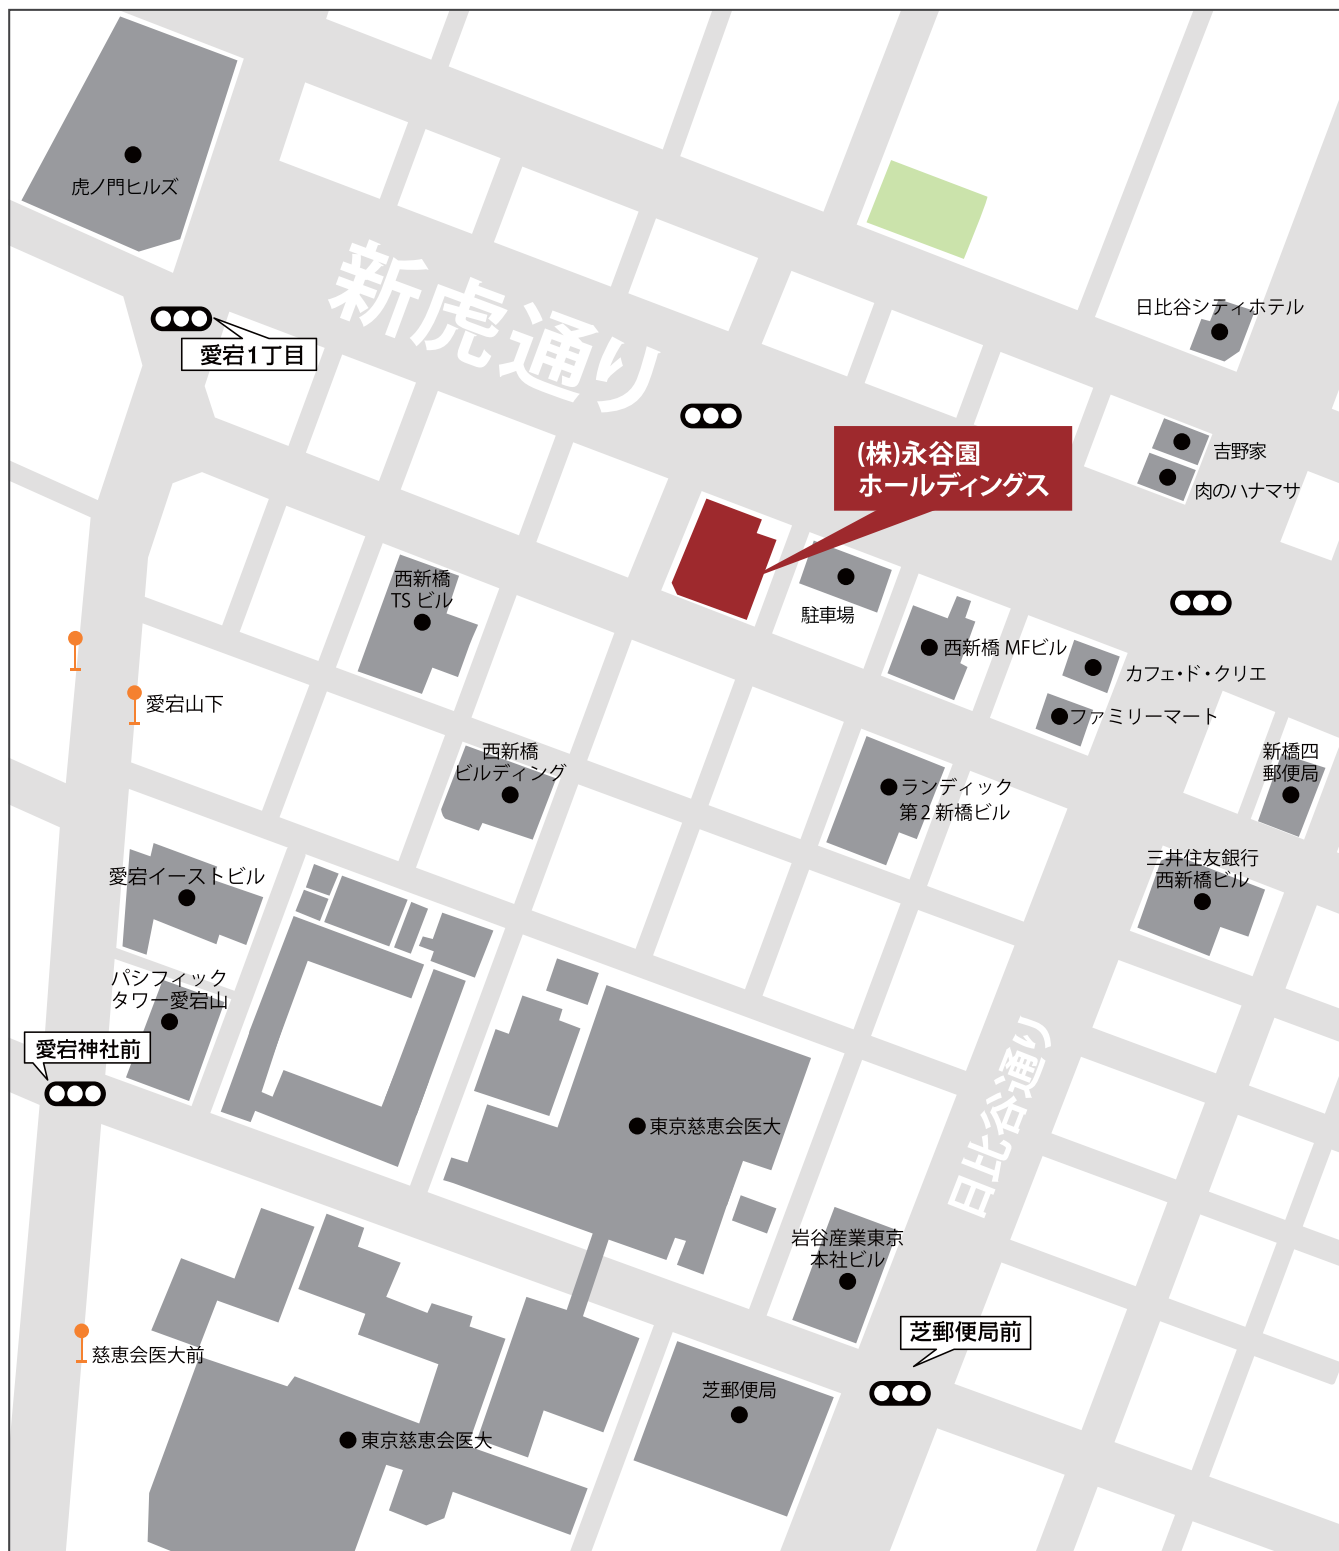 虎ノ門ヒルズ
新虎通り
愛宕1丁目
日比谷シティホテル
(株)永谷園
ホールディングス
吉野家
肉のハナマサ
西新橋
TS ビル
駐車場
西新橋 MFビル
カフェ・ド・クリエ
ファミリーマート
愛宕山下
西新橋
ビルディング
ランディック
第2 新橋ビル
新橋四
郵便局
三井住友銀行
西新橋ビル
愛宕イーストビル
パシフィック
タワー愛宕山
愛宕神社前
日比谷通り
東京慈恵会医大
岩谷産業東京
本社ビル
芝郵便局前
慈恵会医大前
芝郵便局
東京慈恵会医大